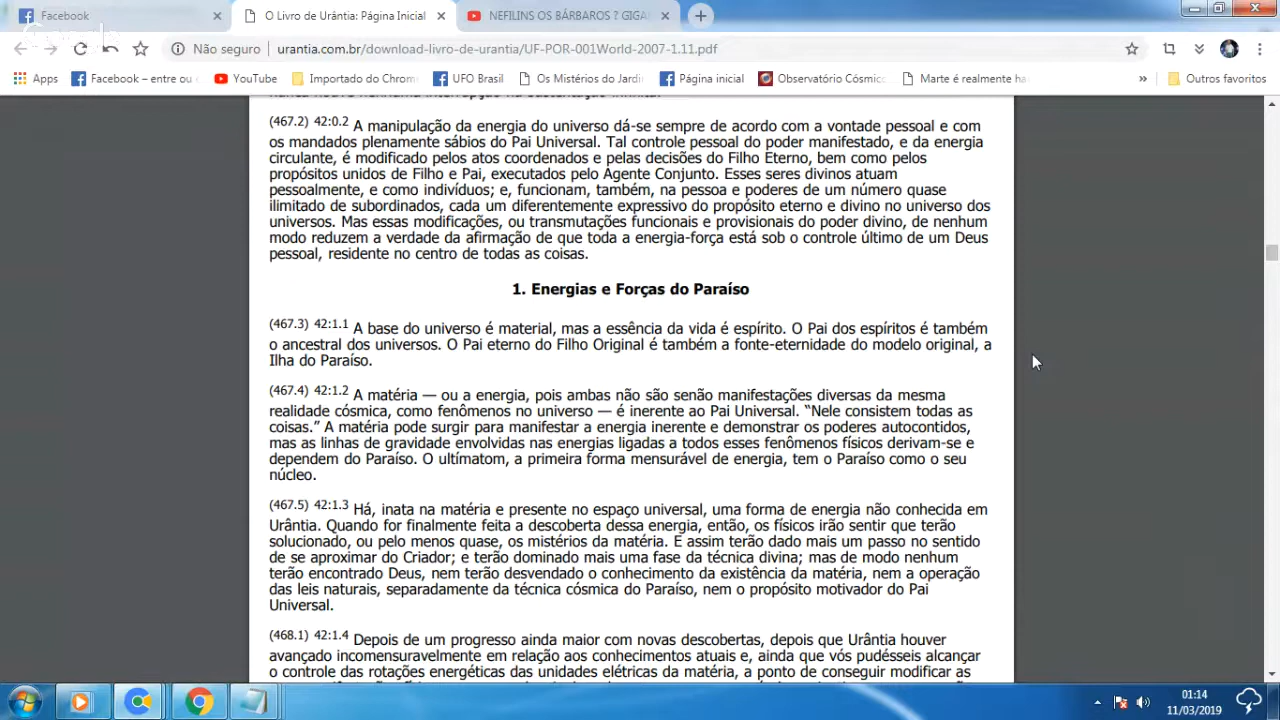 Facebook
O Livro de Urântia: Página Inicial
NEFILINS OS BÁRBAROS ? GIGA
Não seguro
urantia.com.br/download-livro-de-urantia/UF-POR-001World-2007-1.11.pdf
Apps
Facebook – entre ou
YouTube
Importado do Chrom
UFO Brasil
Os Mistérios do Jardi
Página inicial
Observatório Cósmic
Marte é realmente ha
»
Outros favoritos
nunca houve nenhuma interrupção na sustentação infinita.
(467.2) 42:0.2 A manipulação da energia do universo dá-se sempre de acordo com a vontade pessoal e com
os mandados plenamente sábios do Pai Universal. Tal controle pessoal do poder manifestado, e da energia
circulante, é modificado pelos atos coordenados e pelas decisões do Filho Eterno, bem como pelos
propósitos unidos de Filho e Pai, executados pelo Agente Conjunto. Esses seres divinos atuam
pessoalmente, e como indivíduos; e, funcionam, também, na pessoa e poderes de um número quase
ilimitado de subordinados, cada um diferentemente expressivo do propósito eterno e divino no universo dos
universos. Mas essas modificações, ou transmutações funcionais e provisionais do poder divino, de nenhum
modo reduzem a verdade da afirmação de que toda a energia-força está sob o controle último de um Deus
pessoal, residente no centro de todas as coisas.
1. Energias e Forças do Paraíso
(467.3) 42:1.1 A base do universo é material, mas a essência da vida é espírito. O Pai dos espíritos é também
o ancestral dos universos. O Pai eterno do Filho Original é também a fonte-eternidade do modelo original, a
Ilha do Paraíso.
(467.4) 42:1.2 A matéria — ou a energia, pois ambas não são senão manifestações diversas da mesma
realidade cósmica, como fenômenos no universo — é inerente ao Pai Universal. “Nele consistem todas as
coisas.” A matéria pode surgir para manifestar a energia inerente e demonstrar os poderes autocontidos,
mas as linhas de gravidade envolvidas nas energias ligadas a todos esses fenômenos físicos derivam-se e
dependem do Paraíso. O ultímatom, a primeira forma mensurável de energia, tem o Paraíso como o seu
núcleo.
(467.5) 42:1.3 Há, inata na matéria e presente no espaço universal, uma forma de energia não conhecida em
Urântia. Quando for finalmente feita a descoberta dessa energia, então, os físicos irão sentir que terão
solucionado, ou pelo menos quase, os mistérios da matéria. E assim terão dado mais um passo no sentido
de se aproximar do Criador; e terão dominado mais uma fase da técnica divina; mas de modo nenhum
terão encontrado Deus, nem terão desvendado o conhecimento da existência da matéria, nem a operação
das leis naturais, separadamente da técnica cósmica do Paraíso, nem o propósito motivador do Pai
Universal.
(468.1) 42:1.4 Depois de um progresso ainda maior com novas descobertas, depois que Urântia houver
avançado incomensuravelmente em relação aos conhecimentos atuais e, ainda que vós pudésseis alcançar
o controle das rotações energéticas das unidades elétricas da matéria, a ponto de conseguir modificar as
01:14
11/03/2019